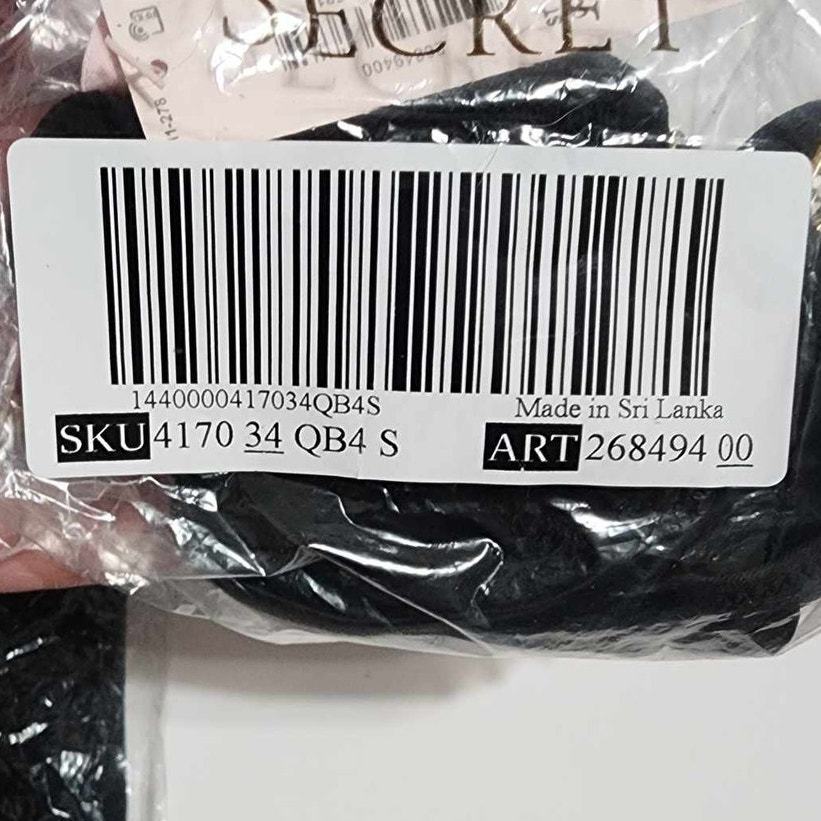 SECRET
1440000417034QB4S
Made in Sri Lanka
SKU 4170 34 QB4 S
ART 268494 00